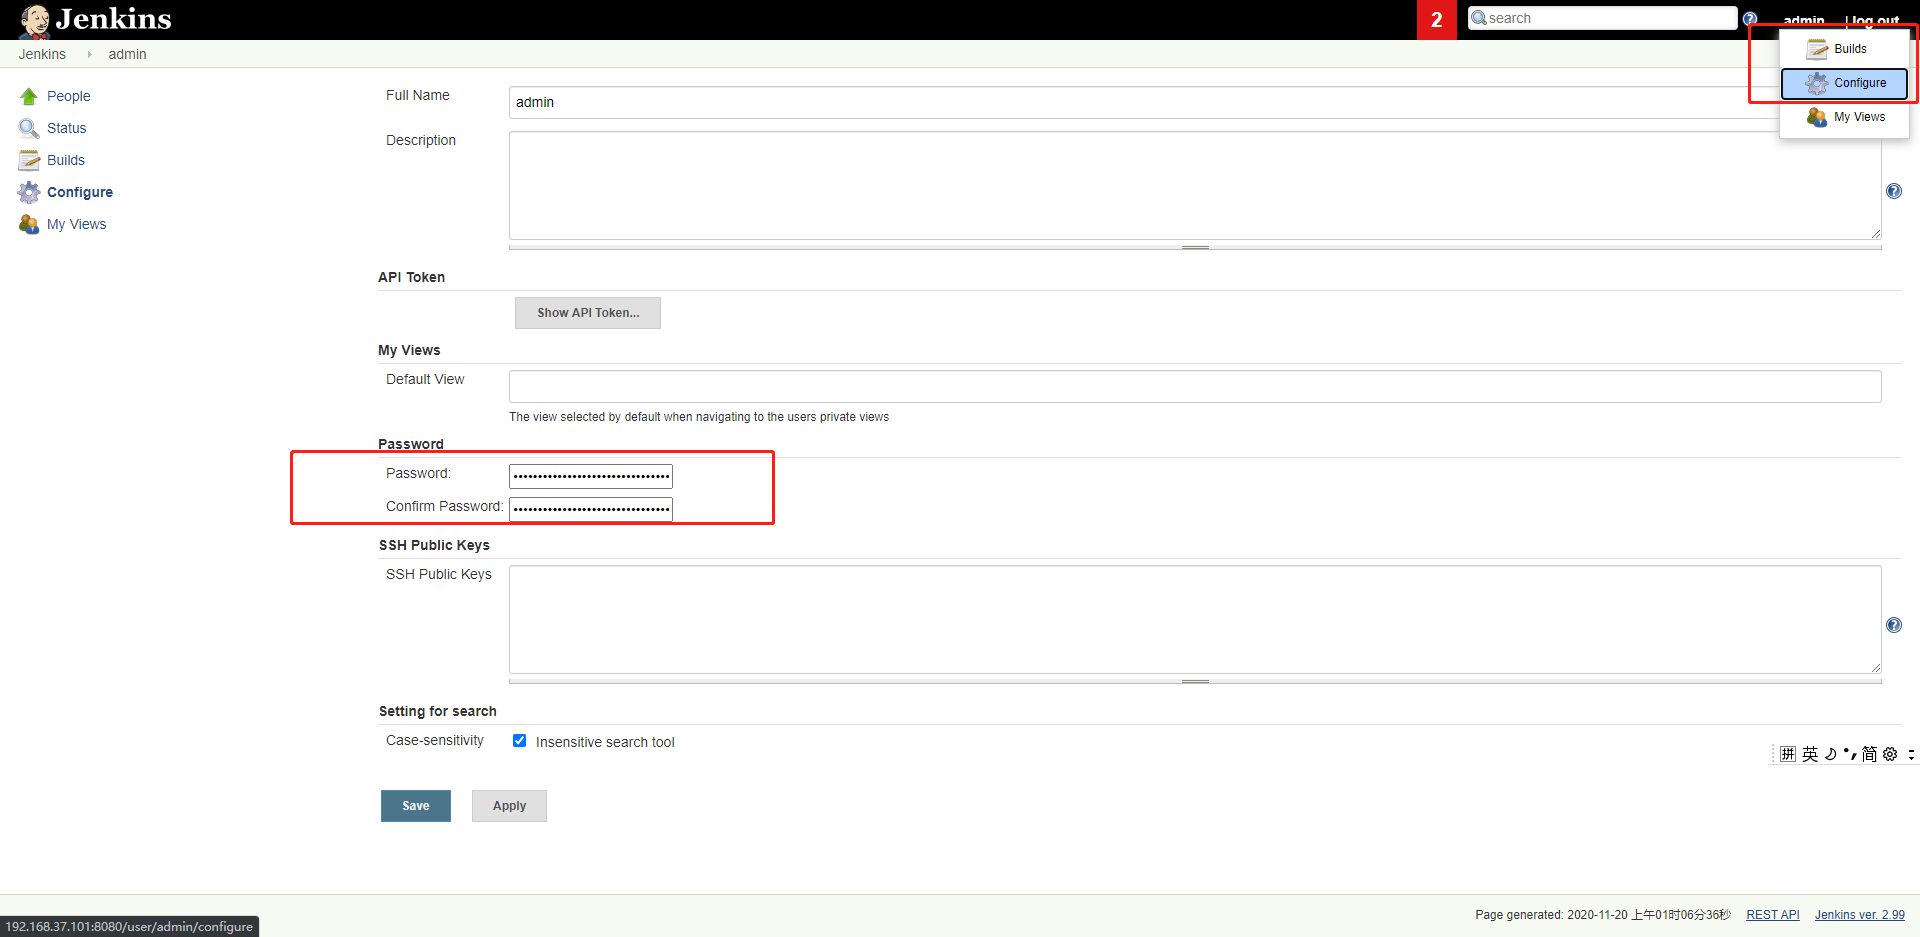 Jenkins
2
search
admin
| log out
Jenkins
admin
Builds
Configure
My Views
People
Status
Builds
Configure
My Views
Full Name
admin
Description
API Token
Show API Token...
My Views
Default View
The view selected by default when navigating to the users private views
Password
Password:
••••••••••••••••••••••••••••••••
Confirm Password:
••••••••••••••••••••••••••••••••
SSH Public Keys
SSH Public Keys
Setting for search
Case-sensitivity
Insensitive search tool
拼 英 简
Save
Apply
Page generated: 2020-11-20 上午01时06分36秒 REST API Jenkins ver. 2.99
192.168.37.101:8080/user/admin/configure